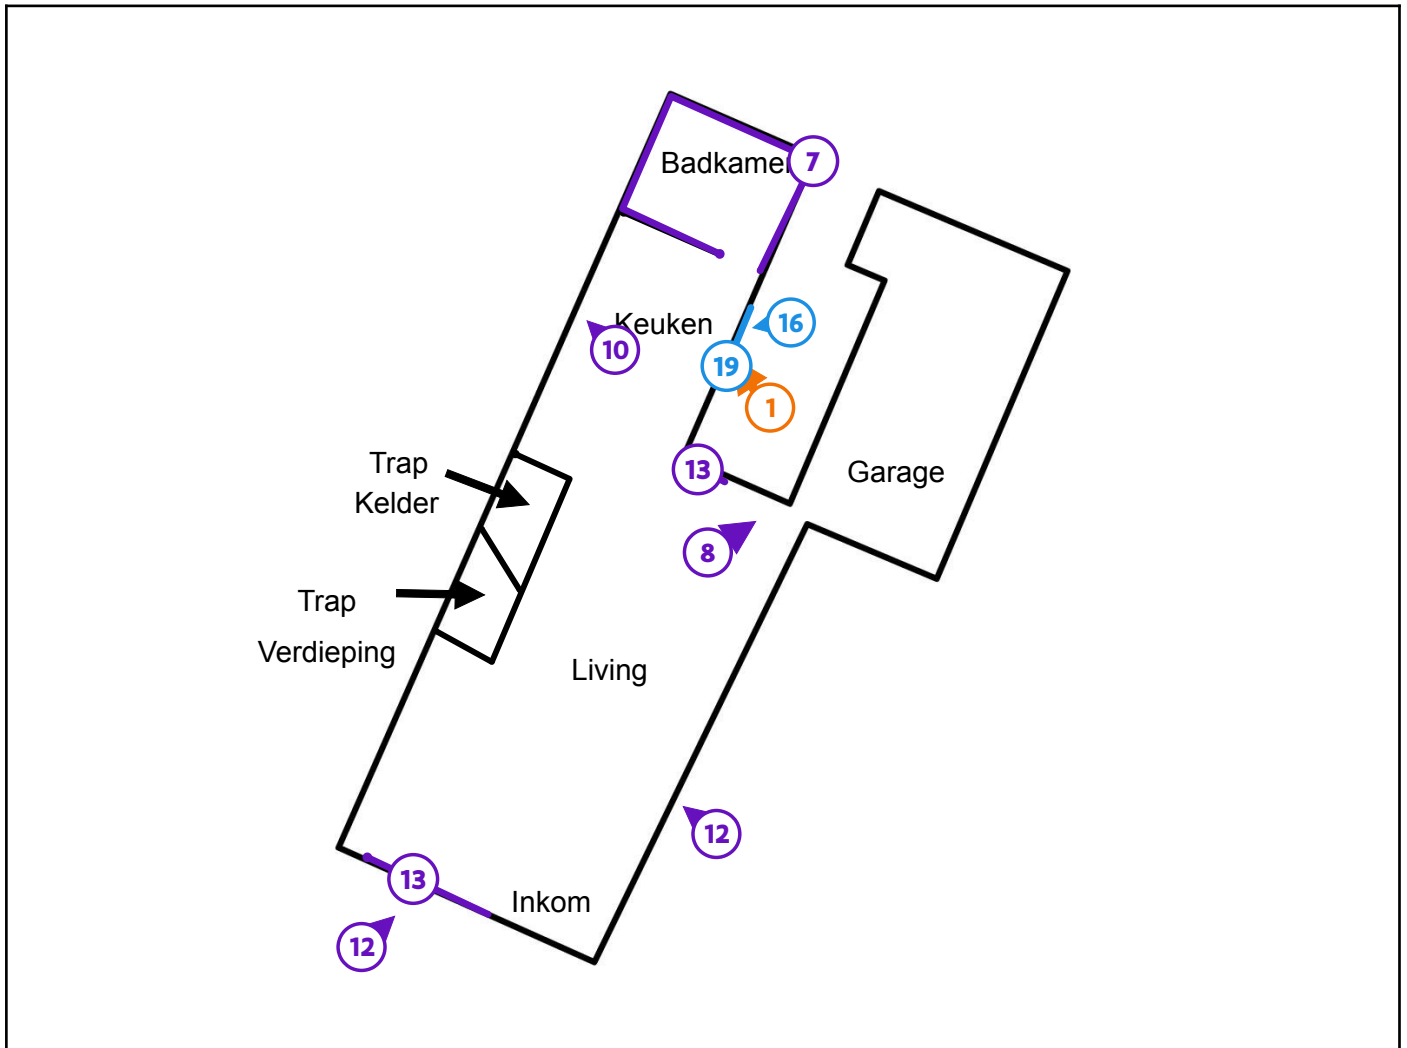 Badkamer
7
16
Keuken
10
19
1
Trap
Kelder
13
Garage
8
Trap
Verdieping
Living
12
13
Inkom
12